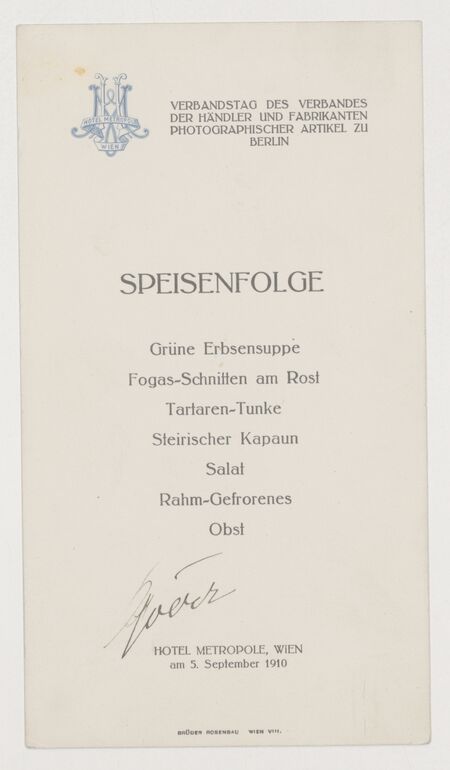 HOTEL METROPOLE
WIEN
VERBANDSTAG DES VERBANDES
DER HÄNDLER UND FABRIKANTEN
PHOTOGRAPHISCHER ARTIKEL ZU
BERLIN
SPEISENFOLGE
Grüne Erbsensuppe
Fogas-Schnitten am Rost
Tartaren-Tunke
Steirischer Kapaun
Salat
Rahm-Gefrorenes
Obst
HOTEL METROPOLE, WIEN
am 5. September 1910
BRÜDER ROSENBAU WIEN VIII.